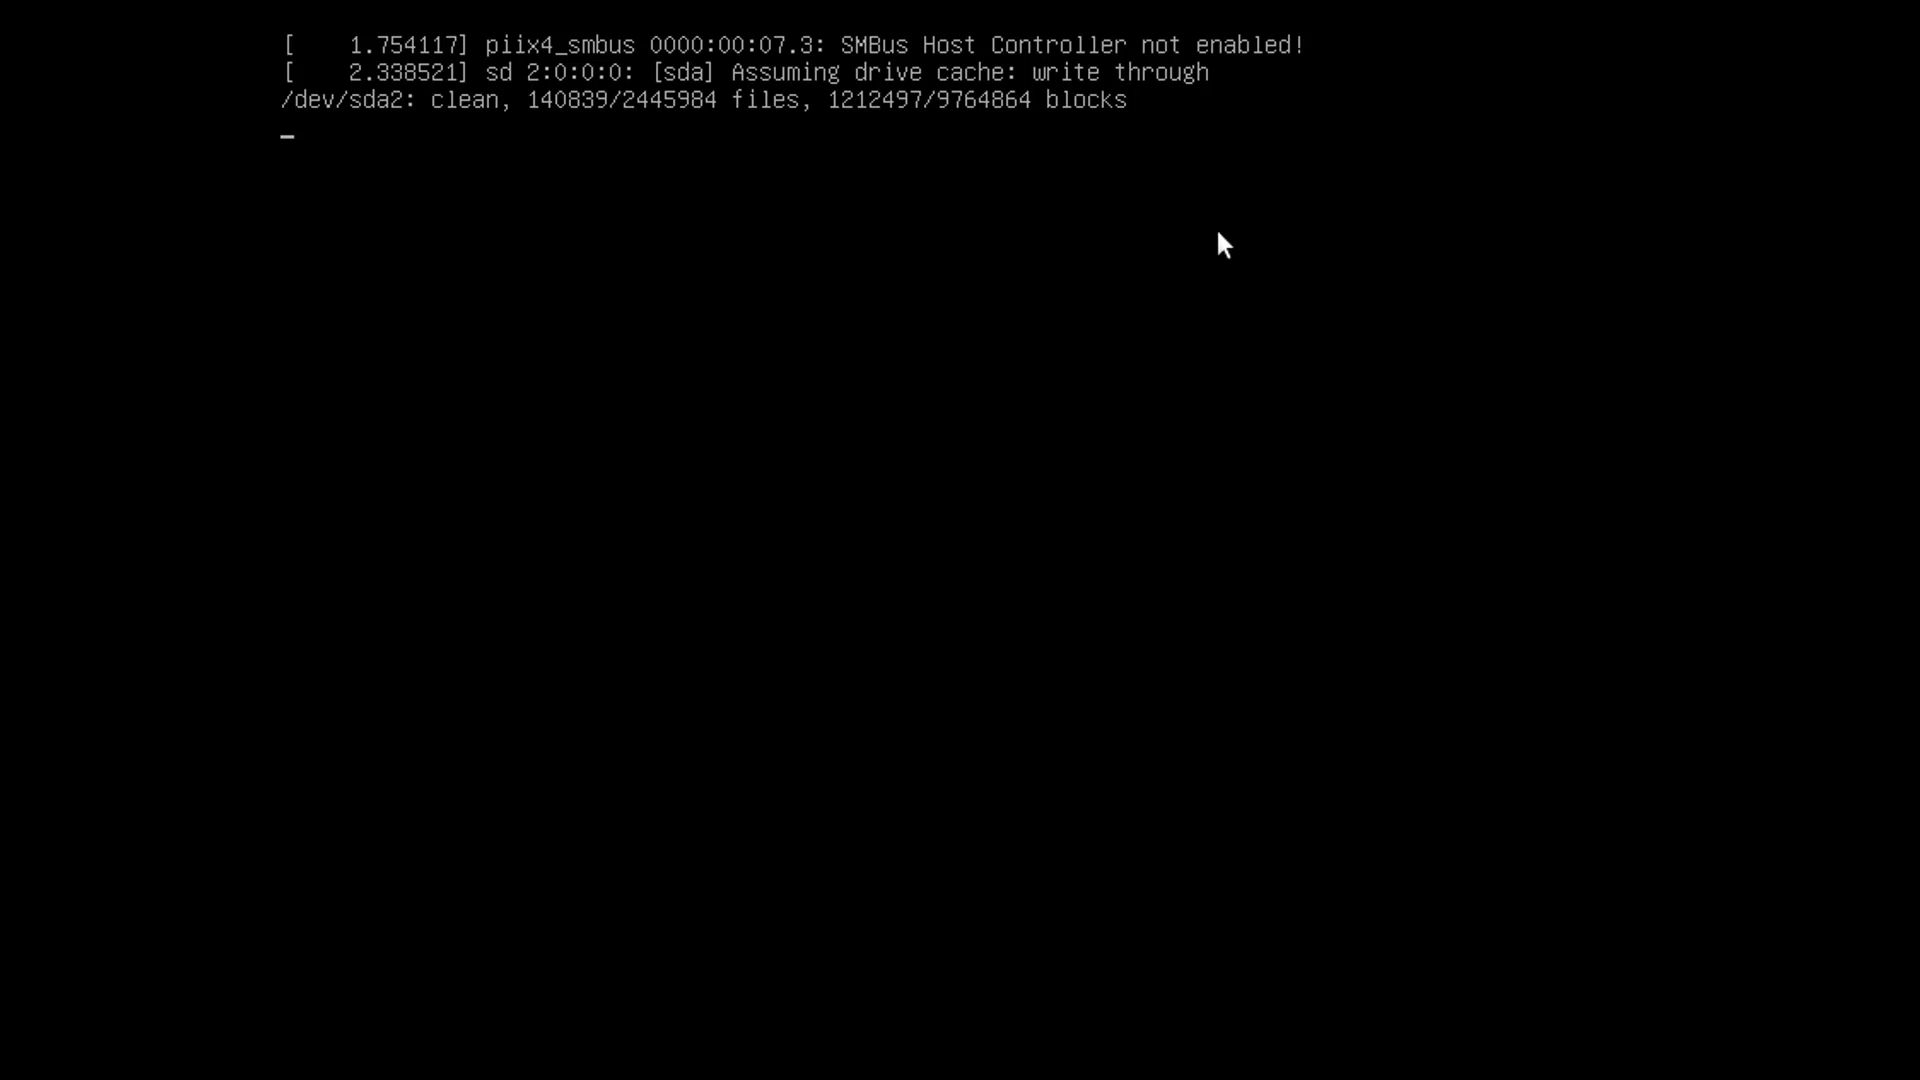 [    1.754117] piix4_smbus 0000:00:07.3: SMBus Host Controller not enabled!
[    2.338521] sd 2:0:0:0: [sda] Assuming drive cache: write through
/dev/sda2: clean, 140839/2445984 files, 1212497/9764864 blocks
_